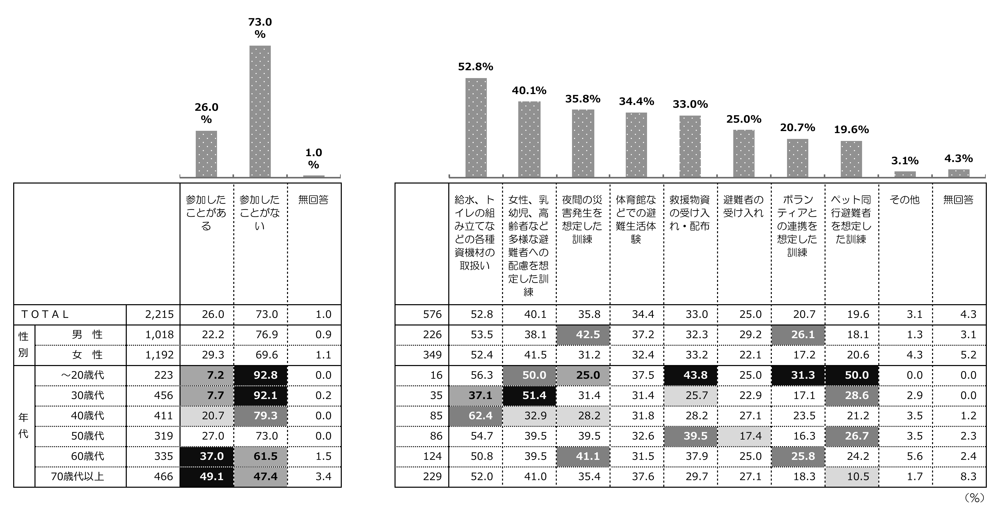 73.0
%
26.0
%
1.0
%
52.8%
40.1%
35.8%
34.4%
33.0%
25.0%
20.7%
19.6%
3.1%
4.3%
参加した
ことがあ
る
参加した
ことがな
い
無回答
給水、ト
イレの組
み立てな
どの各種
資機材の
取扱い
女性、乳
幼児、高
齢者など
多様な避
難者への
配慮を想
定した訓
練
夜間の災
害発生を
想定した
訓練
体育館な
どでの避
難生活体
験
救援物資
の受け入
れ・配布
避難者の
受け入れ
ボラン
ティアと
の連携を
想定した
訓練
ペット同
行避難者
を想定し
た訓練
その他
無回答
ＴＯＴＡＬ 2,215 26.0 73.0 1.0 576 52.8 40.1 35.8 34.4 33.0 25.0 20.7 19.6 3.1 4.3
性別
男　性 1,018 22.2 76.9 0.9 226 53.5 38.1 42.5 37.2 32.3 29.2 26.1 18.1 1.3 3.1
女　性 1,192 29.3 69.6 1.1 349 52.4 41.5 31.2 32.4 33.2 22.1 17.2 20.6 4.3 5.2
年代
～20歳代 223 7.2 92.8 0.0 16 56.3 50.0 25.0 37.5 43.8 25.0 31.3 50.0 0.0 0.0
30歳代 456 7.7 92.1 0.2 35 37.1 51.4 31.4 31.4 25.7 22.9 17.1 28.6 2.9 0.0
40歳代 411 20.7 79.3 0.0 85 62.4 32.9 28.2 31.8 28.2 27.1 23.5 21.2 3.5 1.2
50歳代 319 27.0 73.0 0.0 86 54.7 39.5 39.5 32.6 39.5 17.4 16.3 26.7 3.5 2.3
60歳代 335 37.0 61.5 1.5 124 50.8 39.5 41.1 31.5 37.9 25.0 25.8 24.2 5.6 2.4
70歳代以上 466 49.1 47.4 3.4 229 52.0 41.0 35.4 37.6 29.7 27.1 18.3 10.5 1.7 8.3
（%）